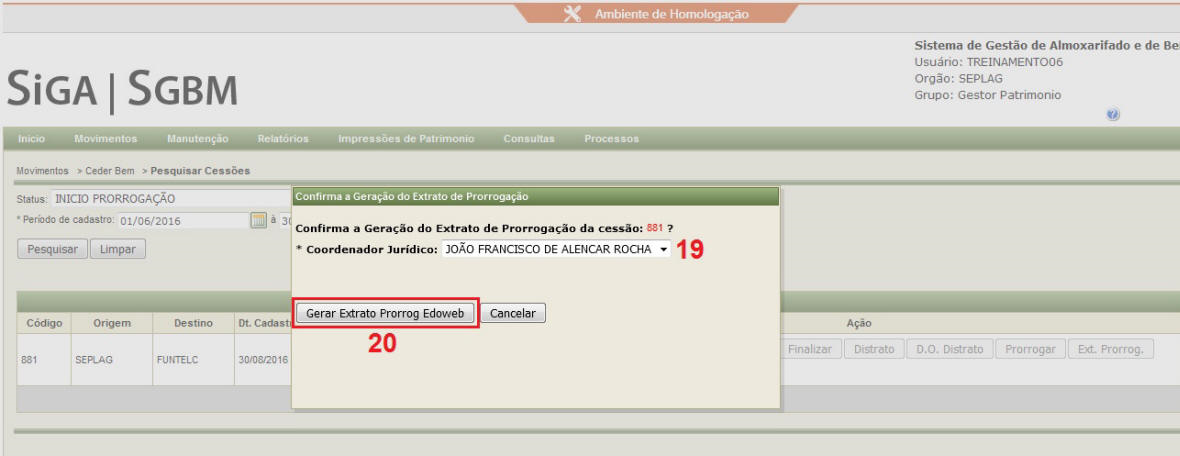 Ambiente de Homologação
Sistema de Gestão de Almoxarifado e de Be
Usuário: TREINAMENTO06
Orgão: SEPLAG
Grupo: Gestor Patrimonio
SIGA | SGBM
?
Inicio Movimentos Manutenção Relatórios Impressões de Patrimonio Consultas Processos
Movimentos > Ceder Bem > Pesquisar Cessões
Status: INICIO PRORROGAÇÃO
* Período de cadastro: 01/06/2016 à 30
Pesquisar Limpar
Confirma a Geração do Extrato de Prorrogação
Confirma a Geração do Extrato de Prorrogação da cessão: 881 ?
* Coordenador Jurídico: JOÃO FRANCISCO DE ALENCAR ROCHA 19
Gerar Extrato Prorrog Edoweb Cancelar
20
Código Origem Destino Dt. Cadastr Ação
881 SEPLAG FUNTELC 30/08/2016 Finalizar Distrato D.O. Distrato Prorrogar Ext. Prorrog.